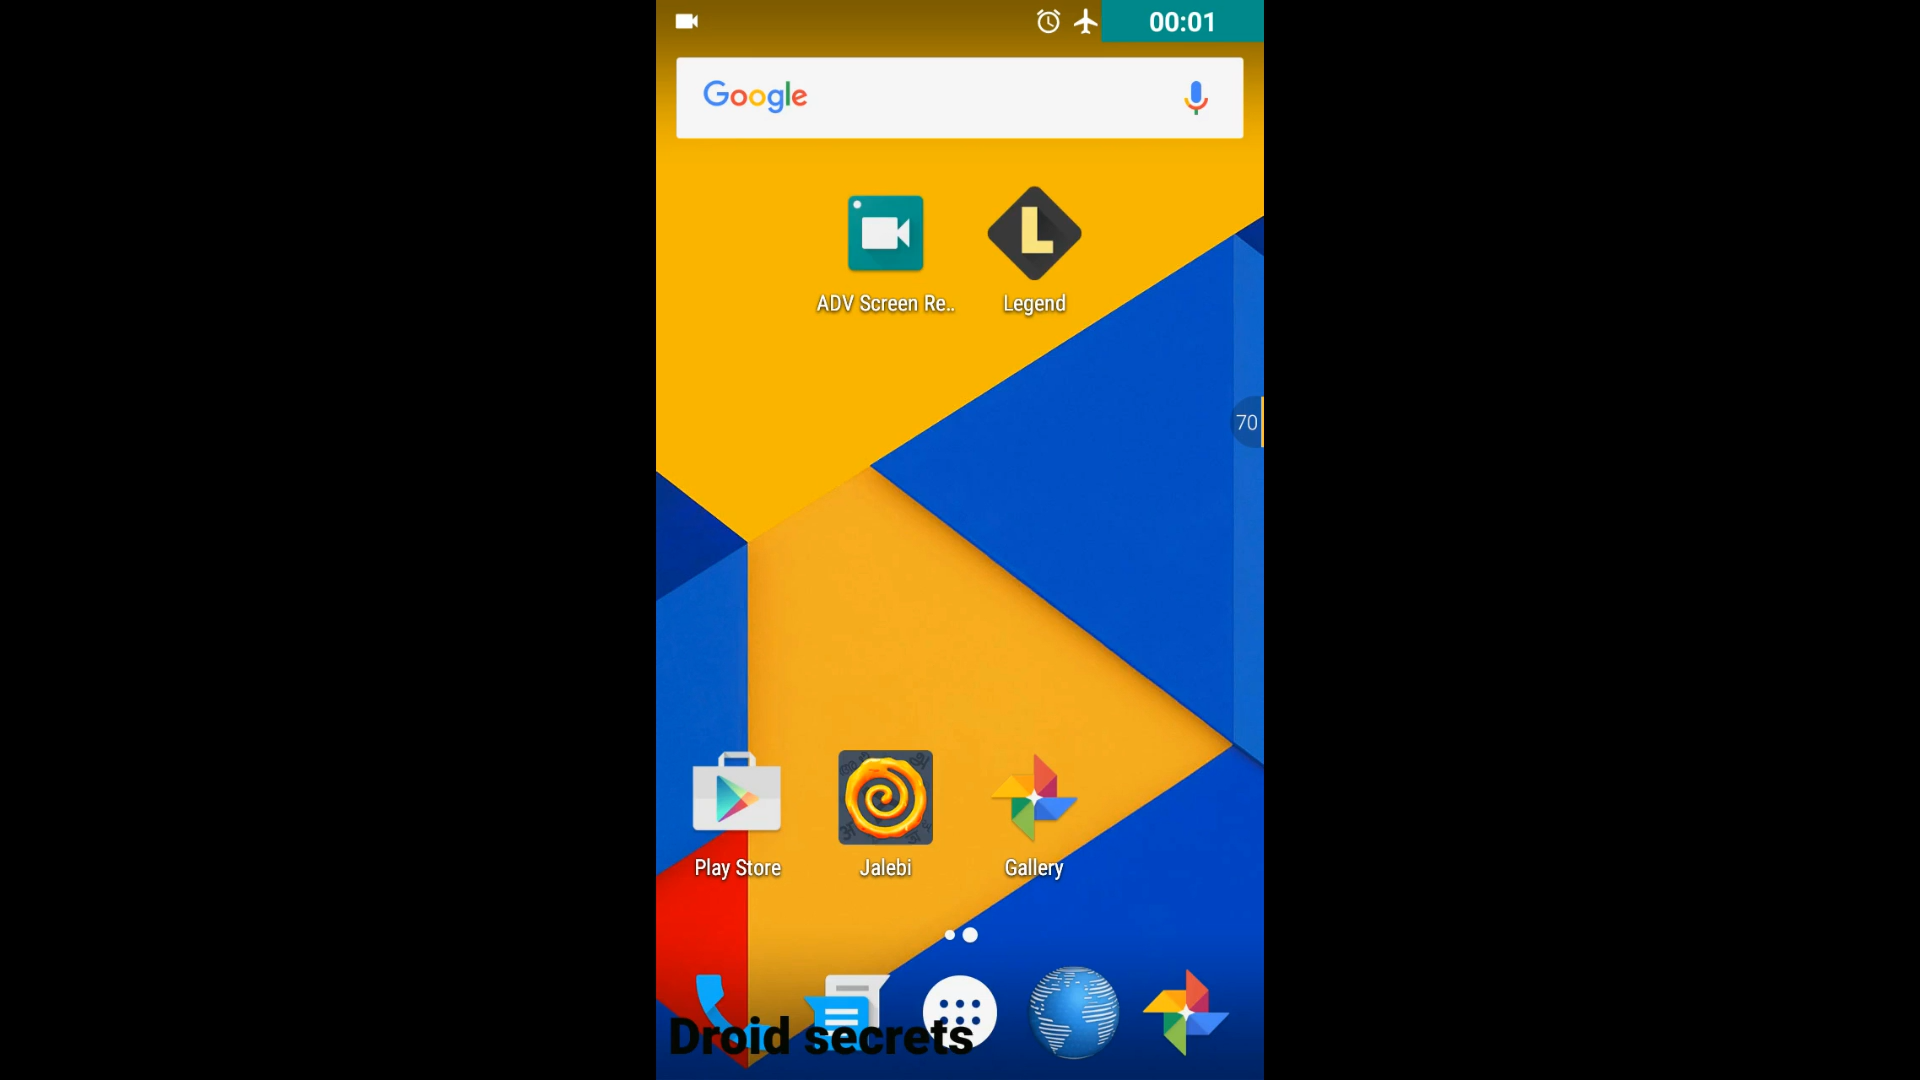 00:01
Google
ADV Screen Re..
Legend
70
Play Store
Jalebi
Gallery
Droid secrets